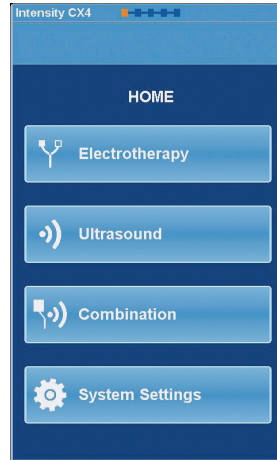 Intensity CX4
HOME
Electrotherapy
Ultrasound
Combination
System Settings